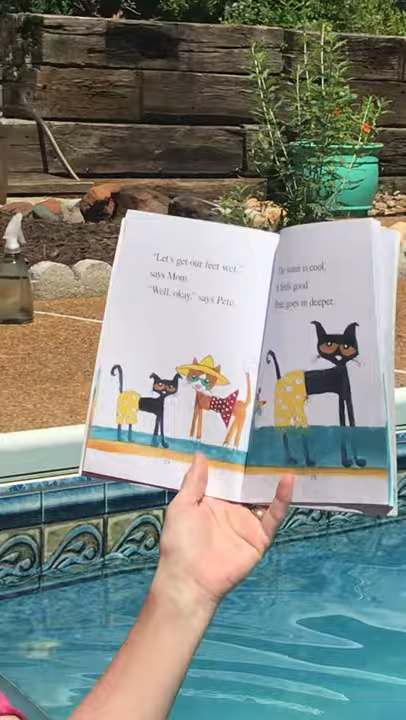 "Let's get our feet wet,"
says Mom.
"Well, okay," says Pete.
The water is cool.
It feels good.
Pete goes in deeper.